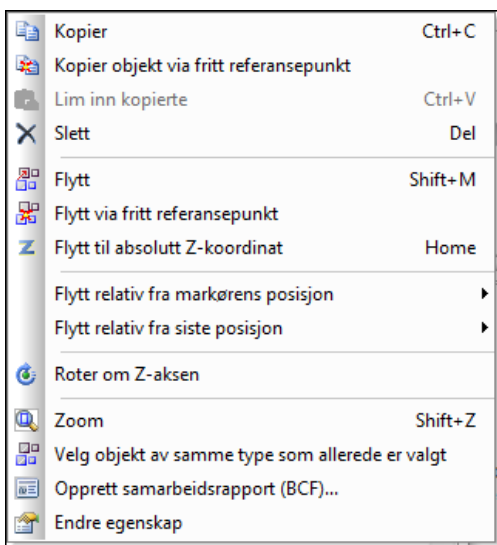 Kopier Ctrl+C
Kopier objekt via fritt referansepunkt
Lim inn kopierte Ctrl+V
Slett Del
Flytt Shift+M
Flytt via fritt referansepunkt
Flytt til absolutt Z-koordinat Home
Flytt relativ fra markørens posisjon
Flytt relativ fra siste posisjon
Roter om Z-aksen
Zoom Shift+Z
Velg objekt av samme type som allerede er valgt
Opprett samarbeidsrapport (BCF)...
Endre egenskap